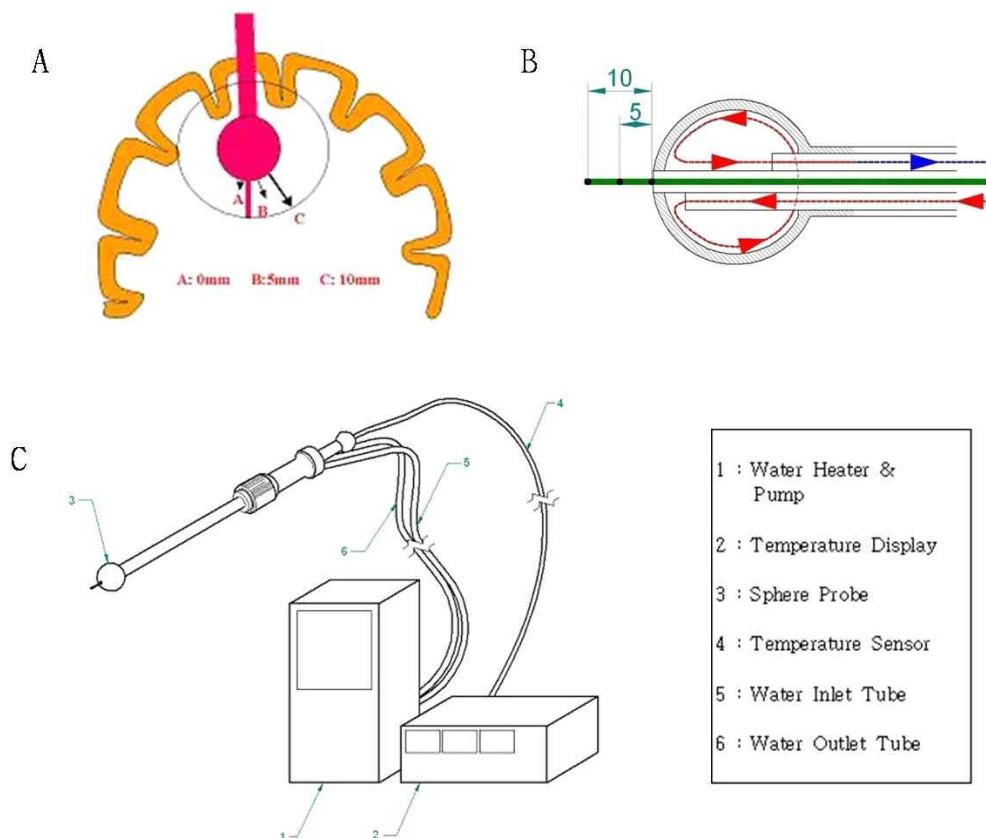 A
A
B
C
A: 0mm B:5mm C: 10mm
B
10
5
C
3
4
5
6
1
2
1 : Water Heater &
Pump
2 : Temperature Display
3 : Sphere Probe
4 : Temperature Sensor
5 : Water Inlet Tube
6 : Water Outlet Tube